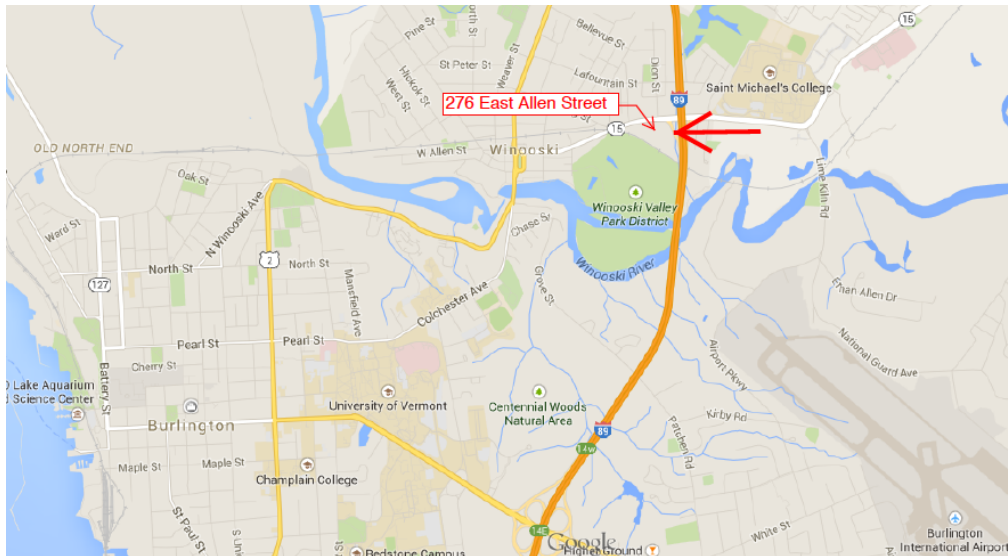 15
Pine St
North St
Bellevue St
St Peter St
Weaver St
Hickok St
West St
Lafountain St
Dion St
89
Saint Michael's College
276 East Allen Street
15
W Allen St
Winooski
OLD NORTH END
Oak St
Lime Kiln Rd
Winooski Valley
Park District
Ward St
N Winooski Ave
Chase St
2
North St
North St
127
Mansfield Ave
Winooski River
Grove St
Ethan Allen Dr
Colchester Ave
Pearl St
Pearl St
Cherry St
Airport Pkwy
National Guard Ave
Lake Aquarium
Science Center
Battery St
University of Vermont
Centennial Woods
Natural Area
Kirby Rd
Burlington
89
Patchen Rd
14W
Maple St
Maple St
Champlain College
St Paul St
White St
14E
Google
Burlington
International Airport
Redstone Campus
Higher Ground